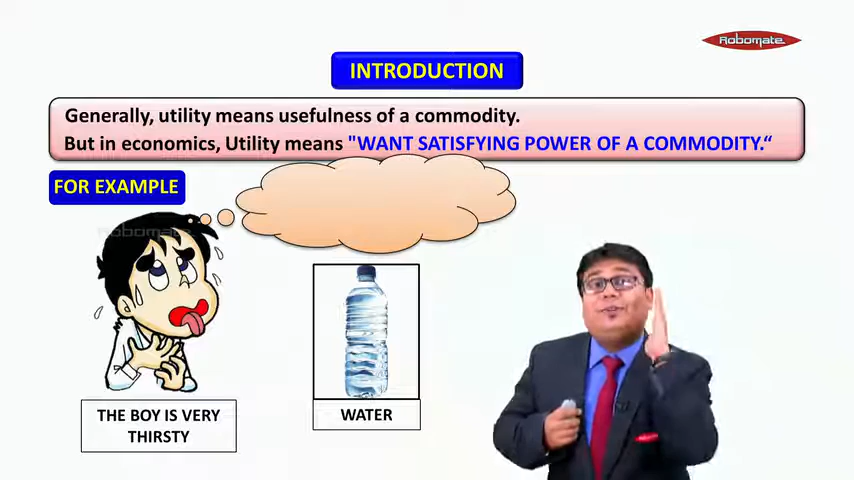 Robomate
INTRODUCTION
Generally, utility means usefulness of a commodity.
But in economics, Utility means "WANT SATISFYING POWER OF A COMMODITY.“
FOR EXAMPLE
Robomate
THE BOY IS VERY
THIRSTY
WATER